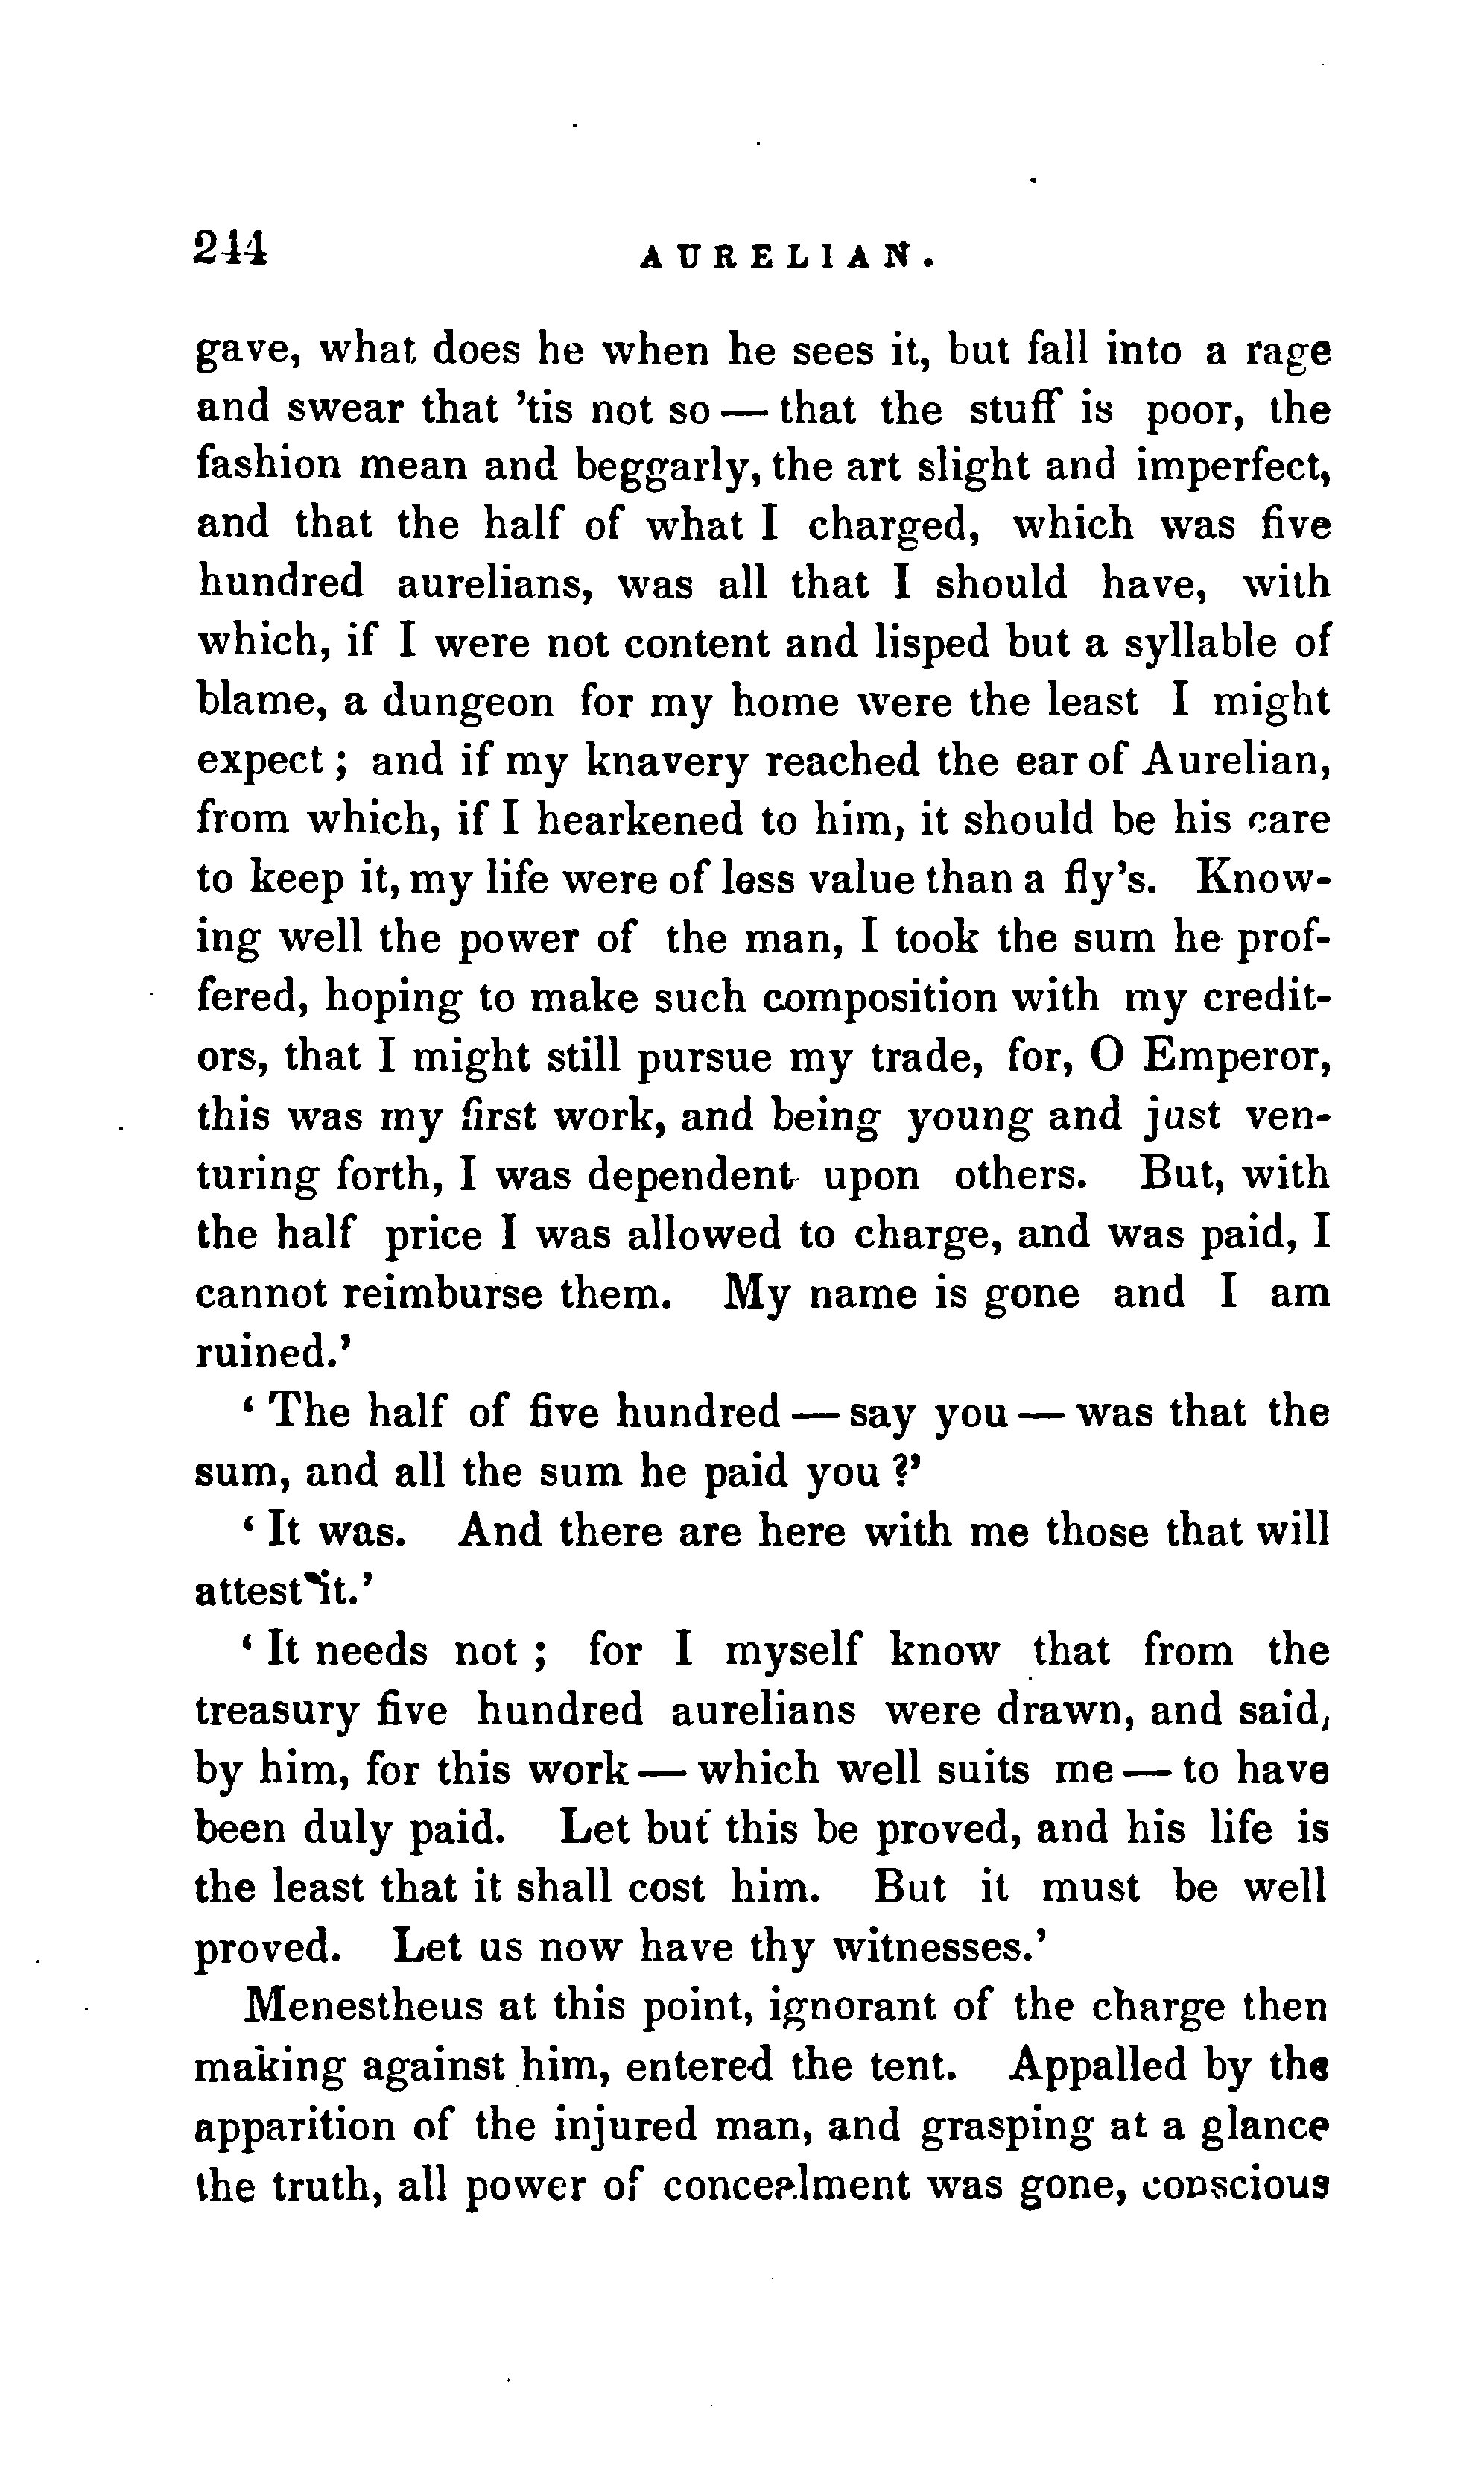 244
AURELIAN.
gave, what does he when he sees it, but fall into a rage
and swear that 'tis not so — that the stuff is poor, the
fashion mean and beggarly, the art slight and imperfect,
and that the half of what I charged, which was five
hundred aurelians, was all that I should have, with
which, if I were not content and lisped but a syllable of
blame, a dungeon for my home were the least I might
expect ; and if my knavery reached the ear of Aurelian,
from which, if I hearkened to him, it should be his care
to keep it, my life were of less value than a fly's. Know-
ing well the power of the man, I took the sum he prof-
fered, hoping to make such composition with my credit-
ors, that I might still pursue my trade, for, O Emperor,
this was my first work, and being young and just ven-
turing forth, I was dependent upon others. But, with
the half price I was allowed to charge, and was paid, I
cannot reimburse them. My name is gone and I am
ruined.'
' The half of five hundred — say you — was that the
sum, and all the sum he paid you ?'
' It was. And there are here with me those that will
attest it.'
' It needs not ; for I myself know that from the
treasury five hundred aurelians were drawn, and said,
by him, for this work — which well suits me — to have
been duly paid. Let but this be proved, and his life is
the least that it shall cost him. But it must be well
proved. Let us now have thy witnesses.'
Menestheus at this point, ignorant of the charge then
making against him, entered the tent. Appalled by the
apparition of the injured man, and grasping at a glance
the truth, all power of concealment was gone, conscious